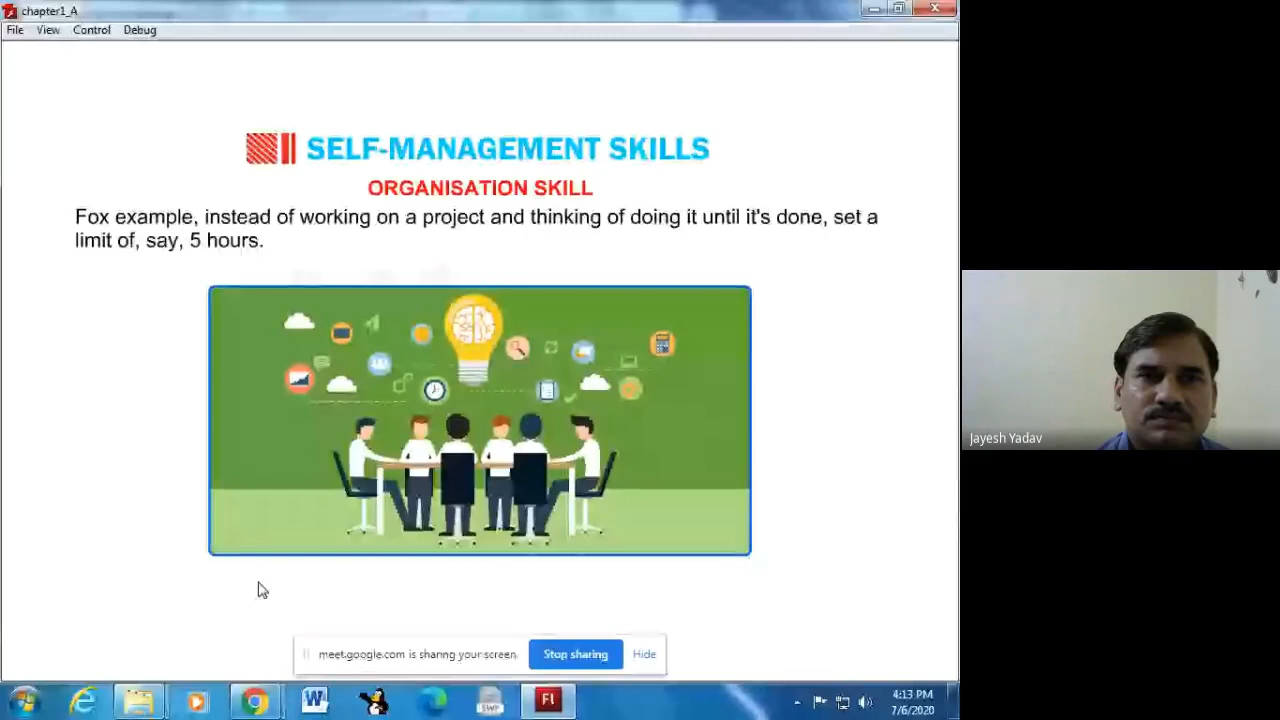 chapter1_A
File View Control Debug
SELF-MANAGEMENT SKILLS
ORGANISATION SKILL
Fox example, instead of working on a project and thinking of doing it until it's done, set a
limit of, say, 5 hours.
Jayesh Yadav
meet.google.com is sharing your screen.
Stop sharing
Hide
W
SWF
Fl
4:13 PM
7/6/2020